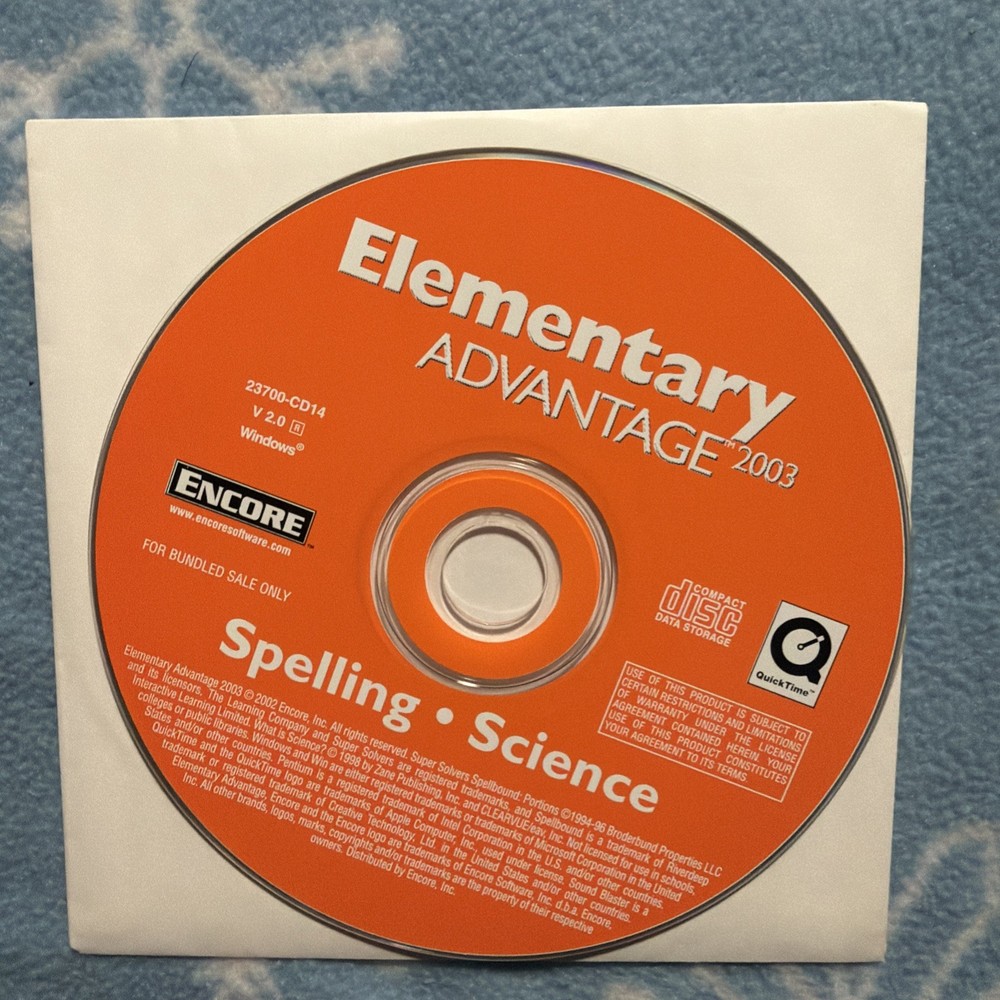 Elementary
ADVANTAGE™ 2003
23700-CD14
V 2.0 R
Windows®
ENCORE™
www.encoresoftware.com
FOR BUNDLED SALE ONLY
COMPACT
disc
DATA STORAGE
QuickTime™
Spelling • Science
USE OF THIS PRODUCT IS SUBJECT TO
CERTAIN RESTRICTIONS AND LIMITATIONS
OF WARRANTY UNDER THE LICENSE
AGREEMENT CONTAINED HEREIN. YOUR
USE OF THIS PRODUCT CONSTITUTES
YOUR AGREEMENT TO ITS TERMS.
Elementary Advantage 2003 © 2002 Encore, Inc. All rights reserved. Super Solvers Spellbound: Portions ©1994-96 Broderbund Properties LLC
and its licensors. The Learning Company and Super Solvers are registered trademarks, and Spellbound is a trademark of Riverdeep
Interactive Learning Limited. What Is Science? © 1998 by Zane Publishing, Inc. and CLEARVUE/eav, Inc. Not licensed for use in schools,
colleges or public libraries. Windows and Win are either registered trademarks or trademarks of Microsoft Corporation in the United
States and/or other countries. Pentium is a registered trademark of Intel Corporation in the U.S. and/or other countries.
QuickTime and the QuickTime logo are trademarks of Apple Computer, Inc., used under license. Sound Blaster is a
trademark or registered trademark of Creative Technology, Ltd. in the United States and/or other countries.
Elementary Advantage, Encore and the Encore logo are trademarks of Encore Software, Inc. d.b.a. Encore,
Inc. All other brands, logos, marks, copyrights and/or trademarks are the property of their respective
owners. Distributed by Encore, Inc.